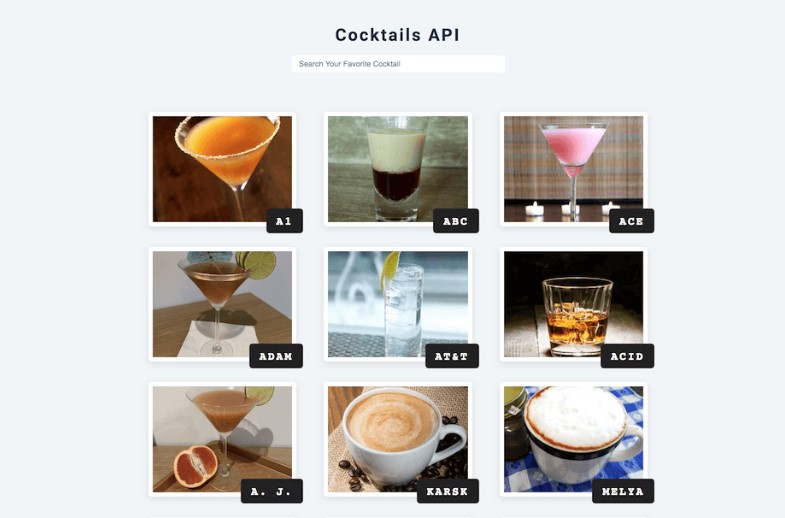 Cocktails API
Search Your Favorite Cocktail
A1
ABC
ACE
ADAM
AT&T
ACID
A. J.
KARSK
MELYA